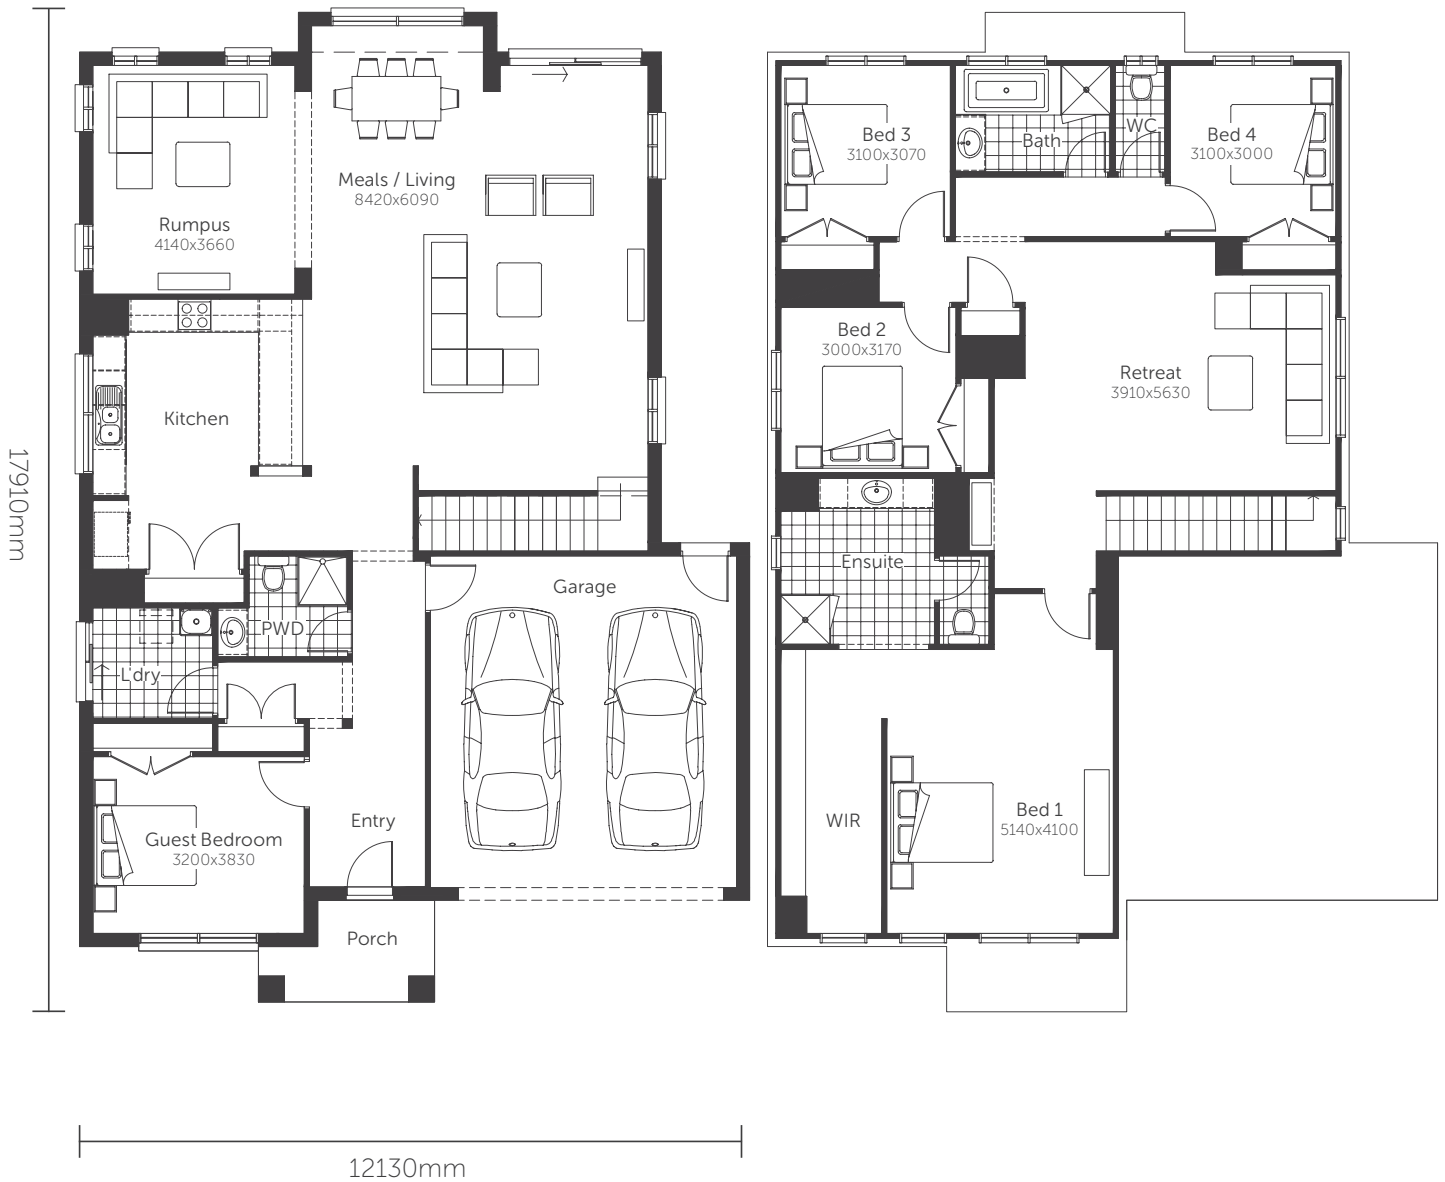 Rumpus
4140x3660
Meals / Living
8420x6090
Kitchen
17910mm
Garage
PWD
L'dry
Guest Bedroom
3200x3830
Entry
Porch
12130mm
Bed 3
3100x3070
Bath
WC
Bed 4
3100x3000
Bed 2
3000x3170
Retreat
3910x5630
Ensuite
WIR
Bed 1
5140x4100